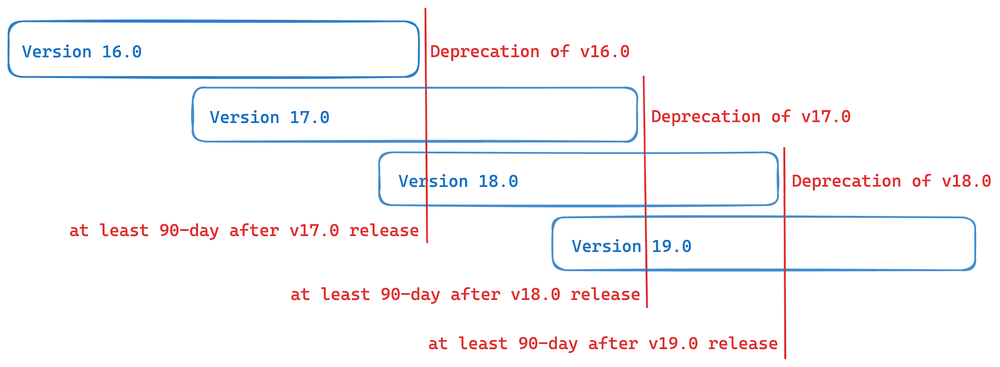 Version 16.0
Deprecation of v16.0
Version 17.0
Deprecation of v17.0
Version 18.0
Deprecation of v18.0
at least 90-day after v17.0 release
Version 19.0
at least 90-day after v18.0 release
at least 90-day after v19.0 release